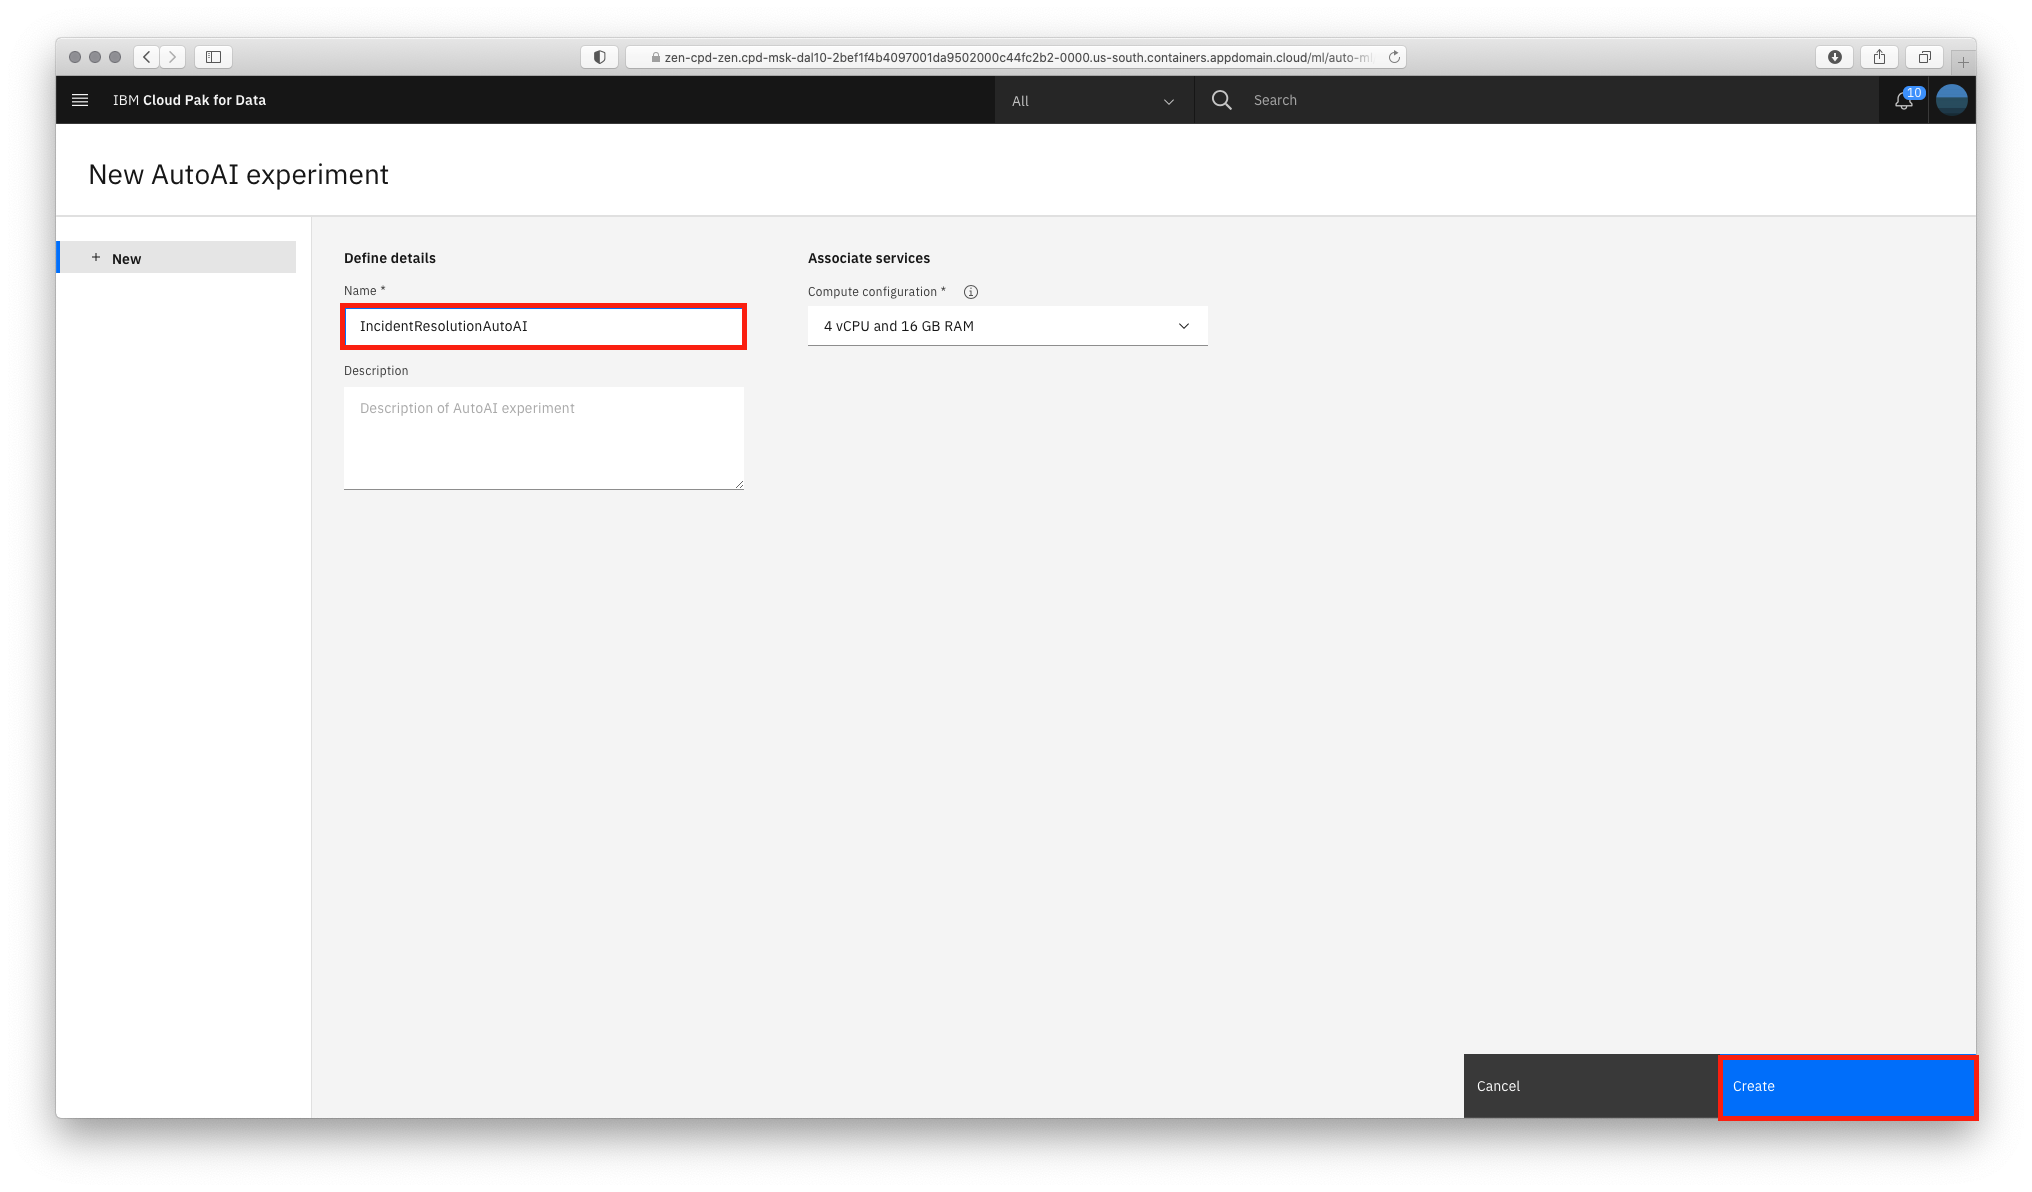 zen-cpd-zen.cpd-msk-dal10-2bef1f4b4097001da9502000c44fc2b2-0000.us-south.containers.appdomain.cloud/ml/auto-ml
IBM Cloud Pak for Data
All
Search
10
New AutoAI experiment
+ New
Define details
Associate services
Name *
Compute configuration *
IncidentResolutionAutoAI
4 vCPU and 16 GB RAM
Description
Description of AutoAI experiment
Cancel
Create